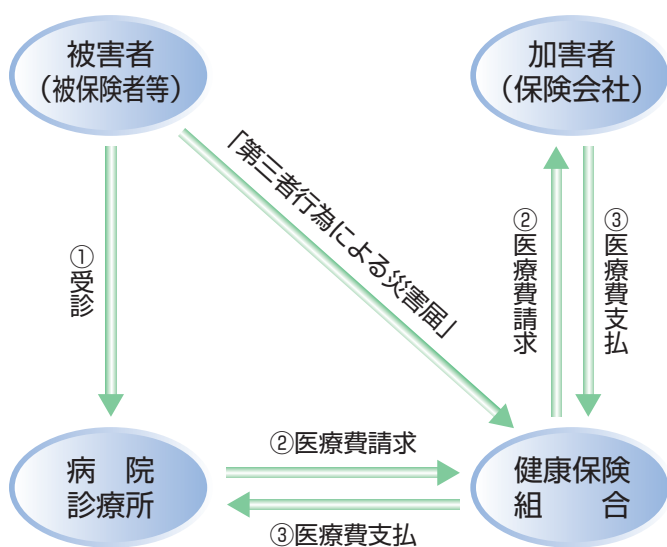 被害者
（被保険者等）
加害者
（保険会社）
①受診
「第三者行為による災害届」
②医療費請求
③医療費支払
②医療費請求
③医療費支払
病　院
診療所
健康保険
組　　合